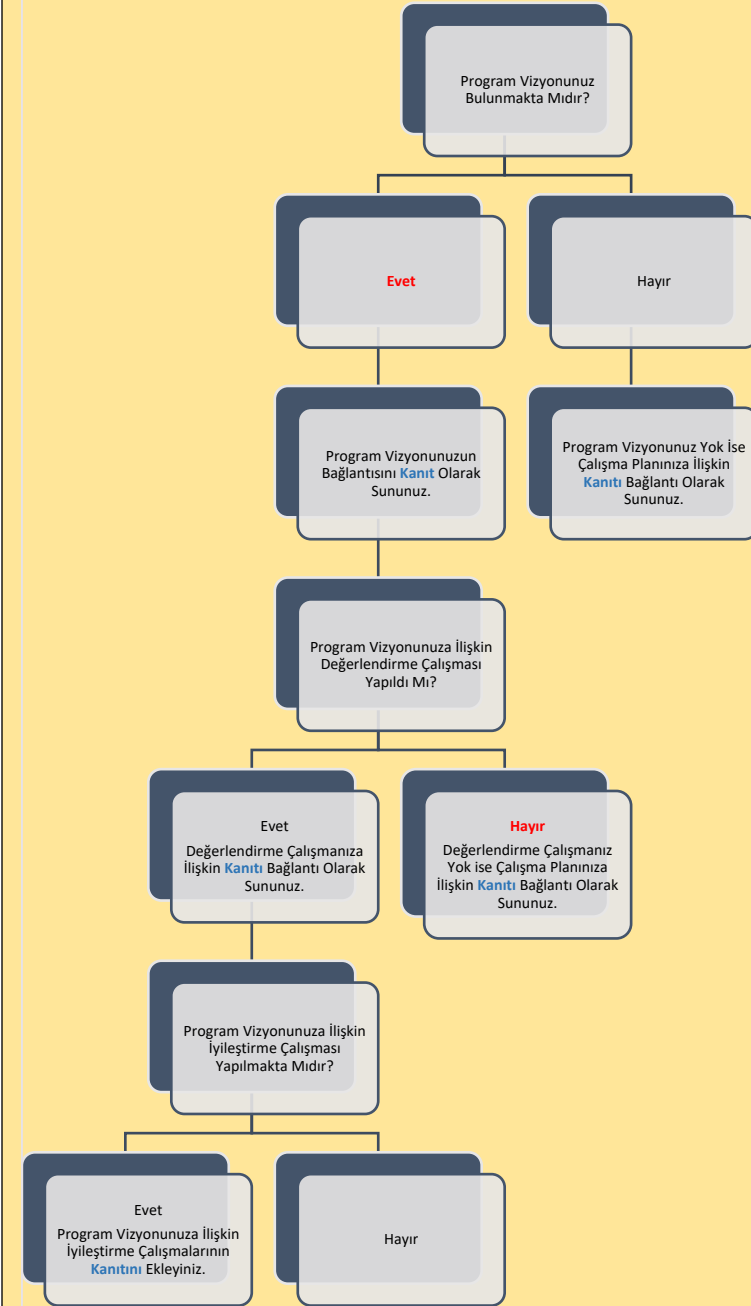 Program Vizyonunuz
Bulunmakta Mıdır?
Evet
Hayır
Program Vizyonunuzun
Bağlantısını Kanıt Olarak
Sununuz.
Program Vizyonunuz Yok İse
Çalışma Planınıza İlişkin
Kanıtı Bağlantı Olarak
Sununuz.
Program Vizyonunuza İlişkin
Değerlendirme Çalışması
Yapıldı Mı?
Evet
Değerlendirme Çalışmanıza
İlişkin Kanıtı Bağlantı Olarak
Sununuz.
Hayır
Değerlendirme Çalışmanız
Yok ise Çalışma Planınıza
İlişkin Kanıtı Bağlantı Olarak
Sununuz.
Program Vizyonunuza İlişkin
İyileştirme Çalışması
Yapılmakta Mıdır?
Evet
Program Vizyonunuza İlişkin
İyileştirme Çalışmalarının
Kanıtını Ekleyiniz.
Hayır